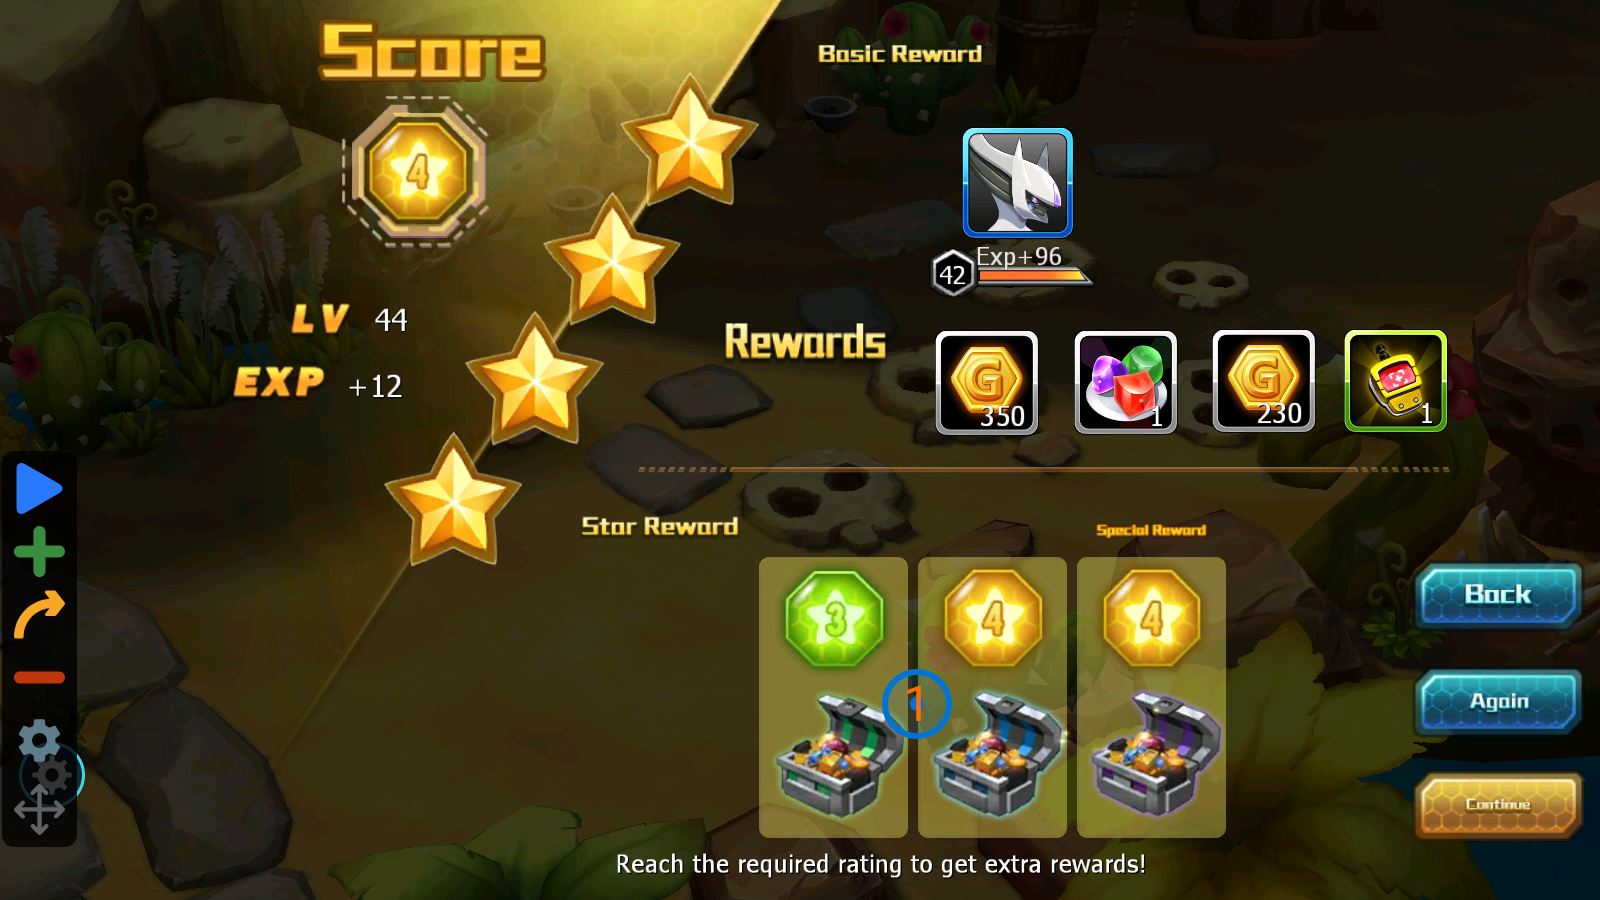 Score
4
LV 44
EXP +12
Basic Reward
42 Exp+96
Rewards
G 350
1
G 230
1
Star Reward
Special Reward
3
4
4
1
Back
Again
Continue
Reach the required rating to get extra rewards!